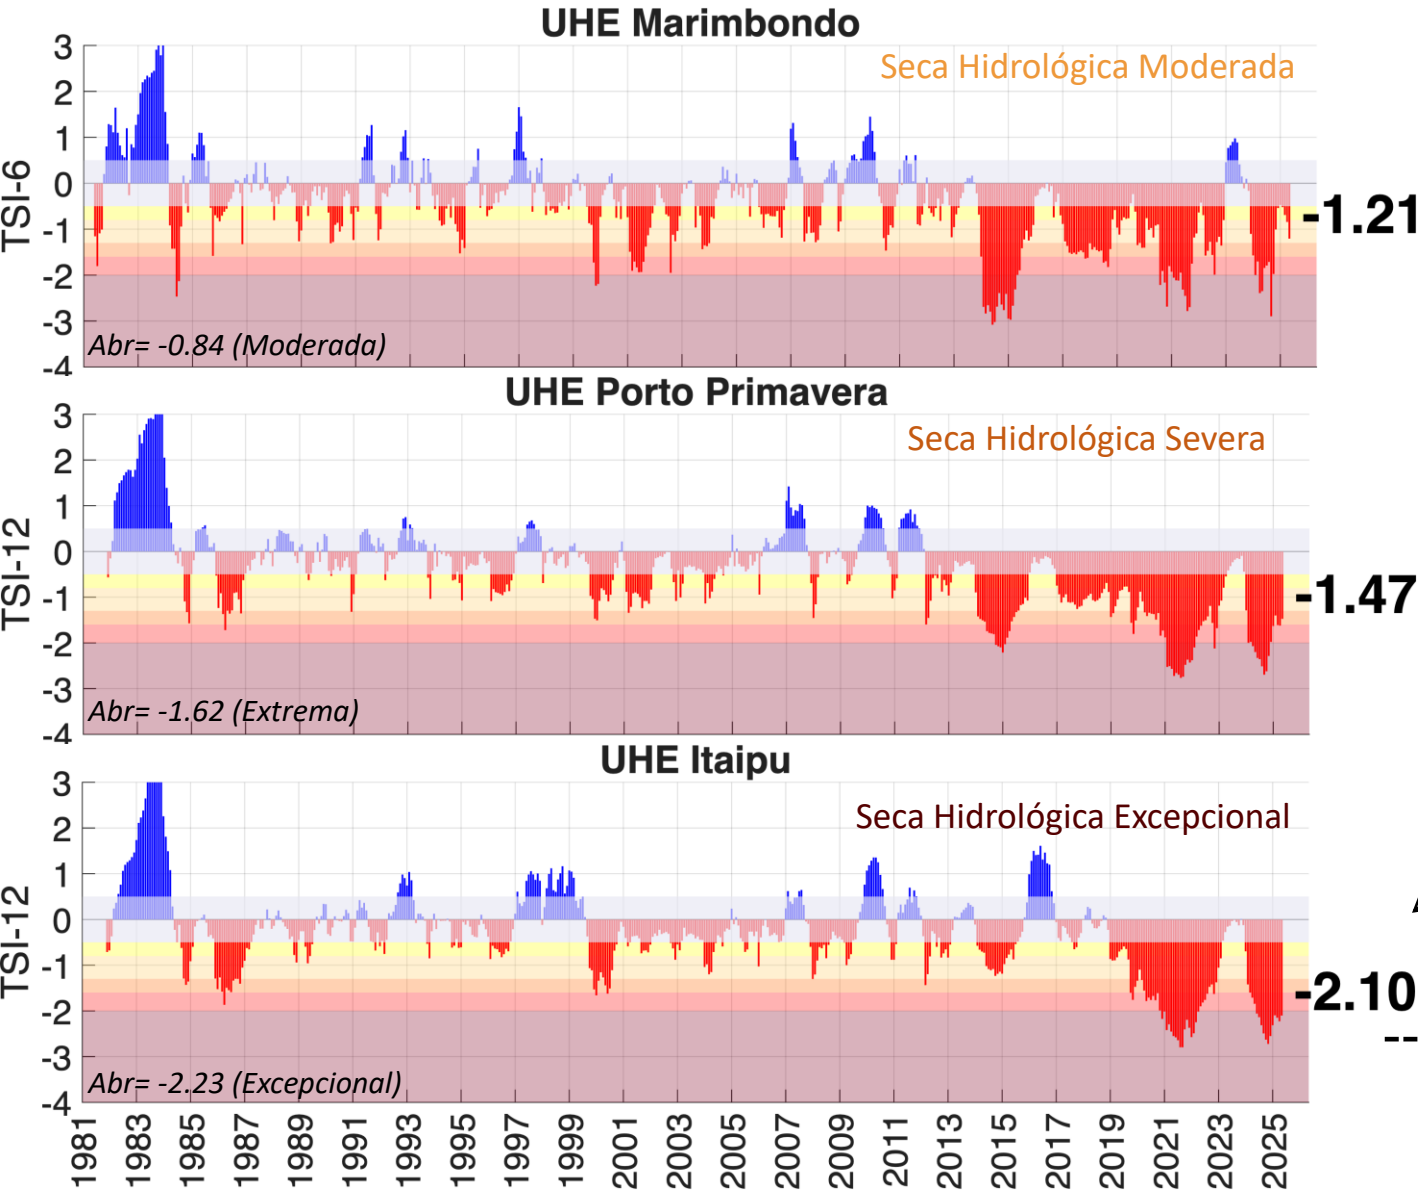 UHE Marimbondo
Seca Hidrológica Moderada
TSI-6
3
2
1
0
-1
-2
-3
-4
-1.21
Abr= -0.84 (Moderada)
UHE Porto Primavera
Seca Hidrológica Severa
TSI-12
3
2
1
0
-1
-2
-3
-4
-1.47
Abr= -1.62 (Extrema)
UHE Itaipu
Seca Hidrológica Excepcional
TSI-12
3
2
1
0
-1
-2
-3
-4
-2.10
--
Abr= -2.23 (Excepcional)
1981 1983 1985 1987 1989 1991 1993 1995 1997 1999 2001 2003 2005 2007 2009 2011 2013 2015 2017 2019 2021 2023 2025